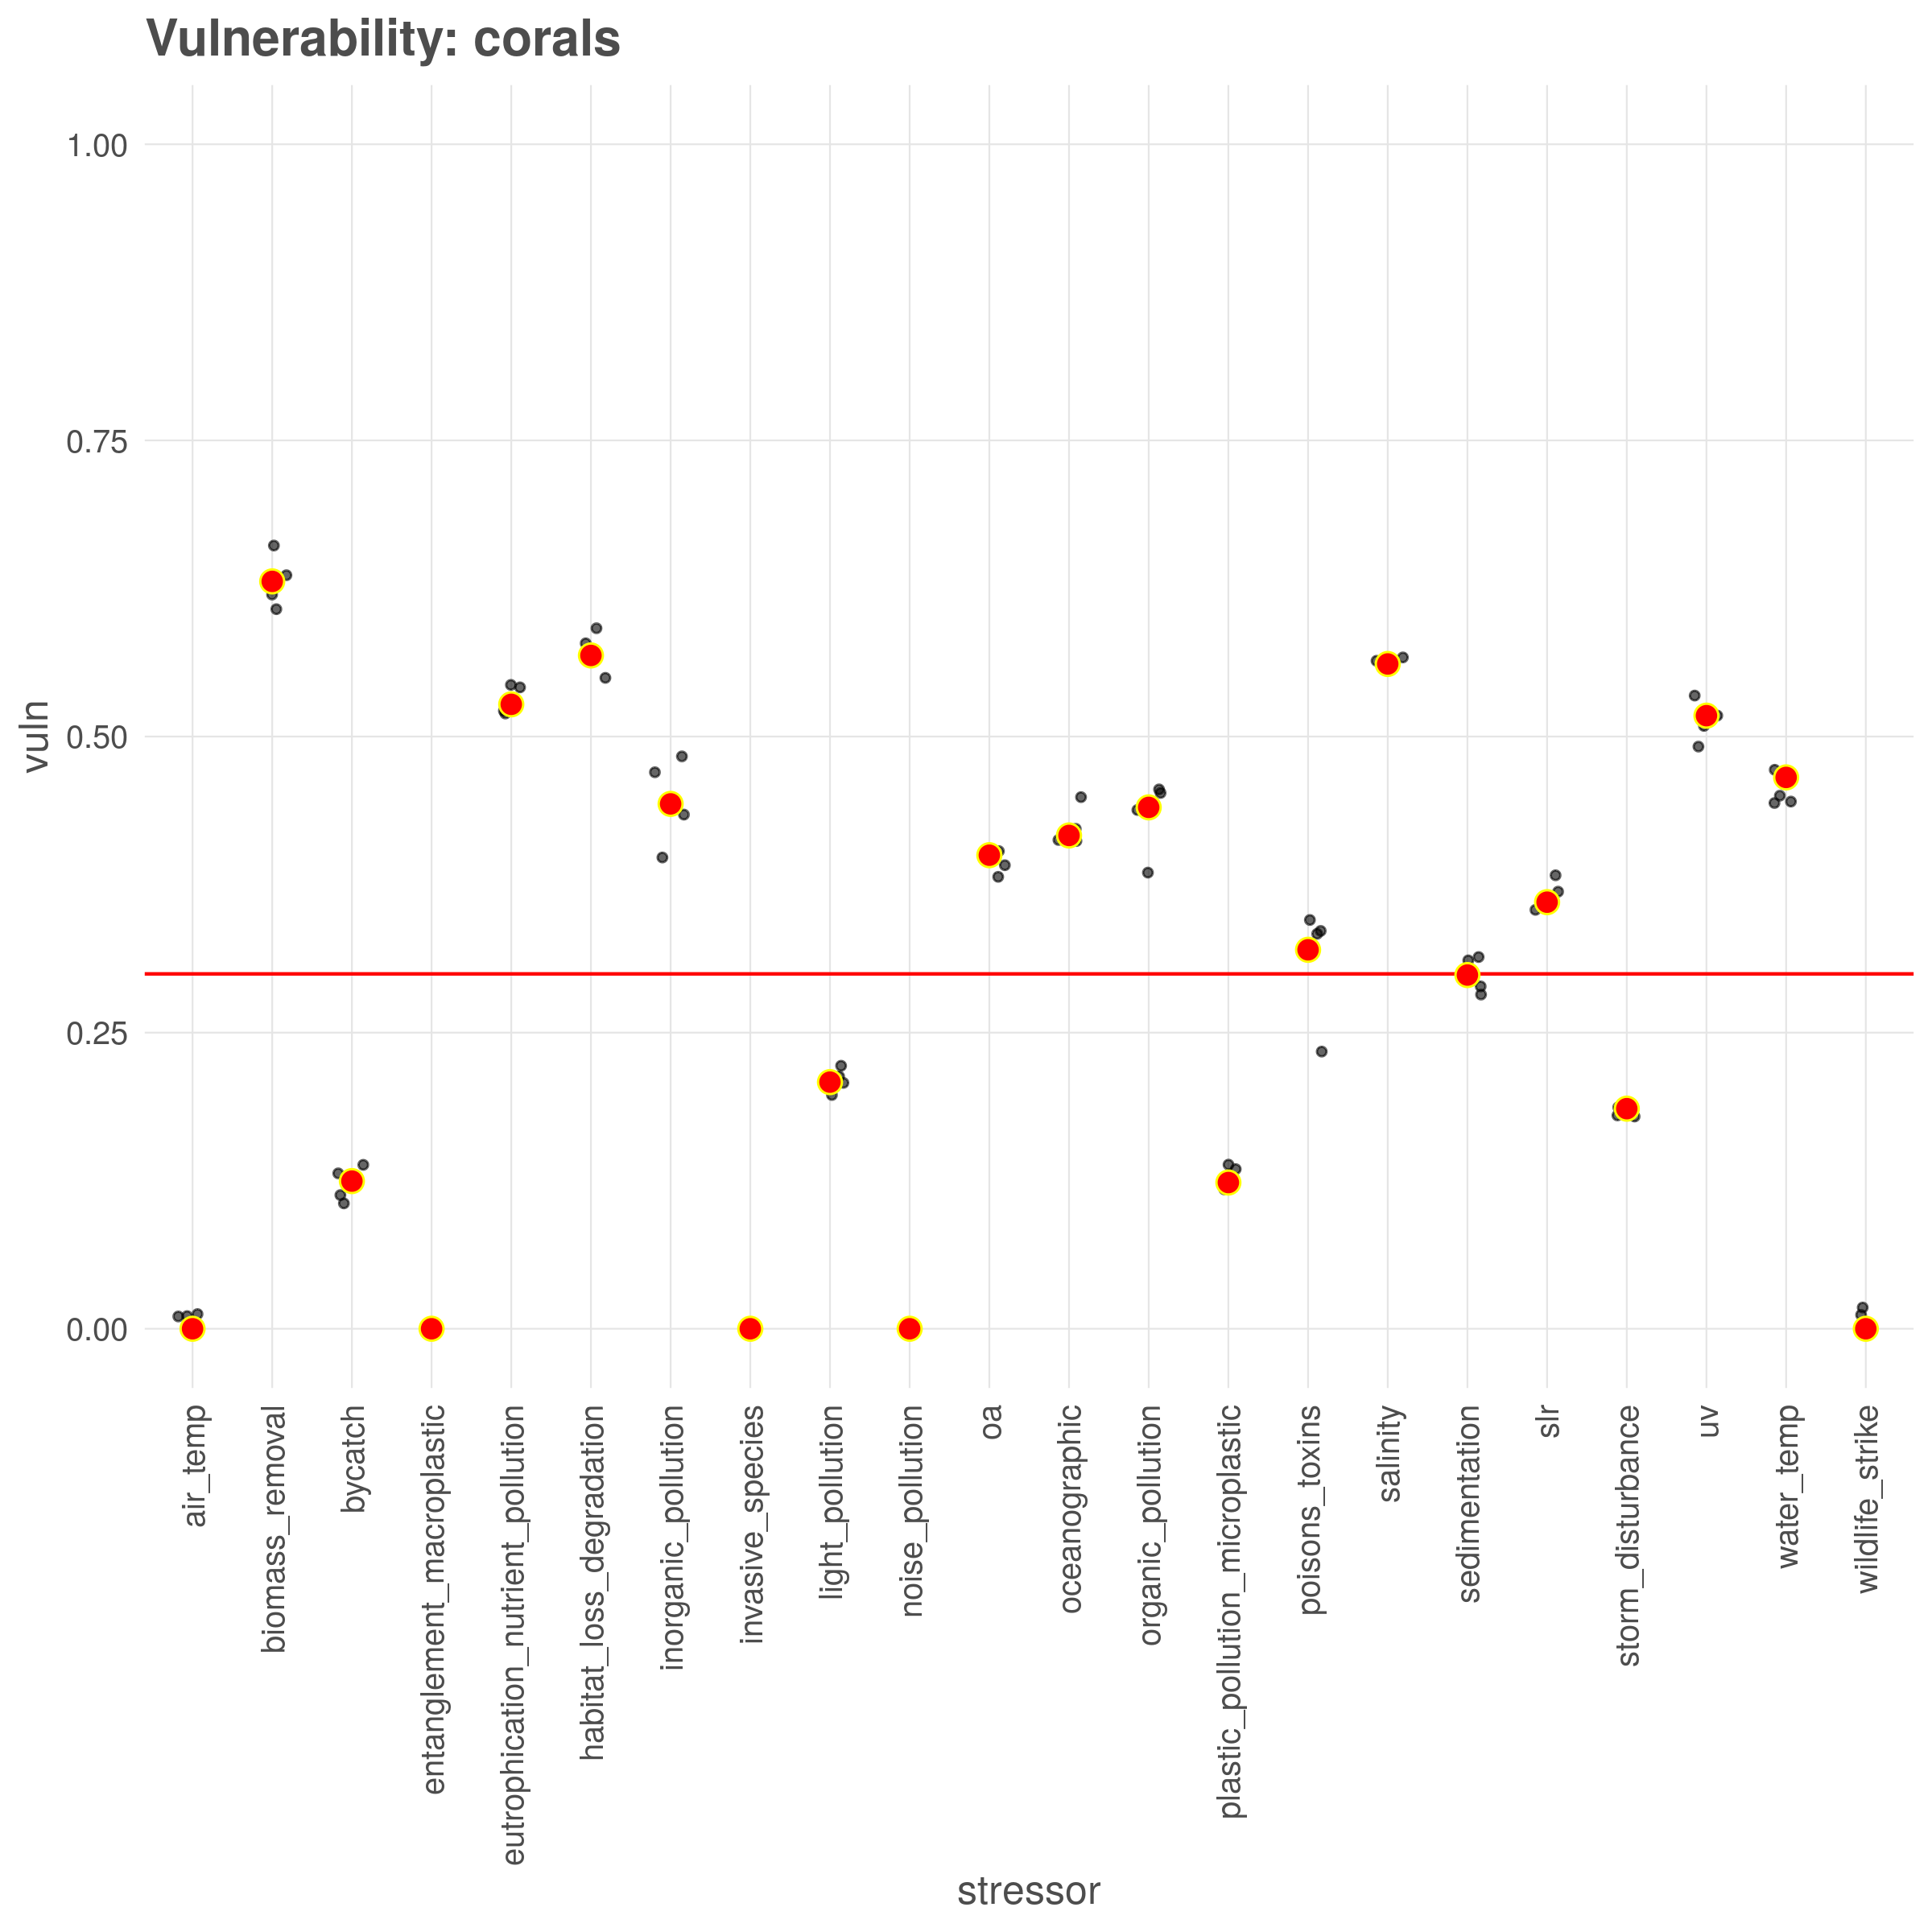 Vulnerability: corals
1.00
0.75
0.50
0.25
0.00
vuln
air_temp
biomass_removal
bycatch
entanglement_macroplastic
eutrophication_nutrient_pollution
habitat_loss_degradation
inorganic_pollution
invasive_species
light_pollution
noise_pollution
oa
oceanographic
organic_pollution
plastic_pollution_microplastic
poisons_toxins
salinity
sedimentation
slr
storm_disturbance
uv
water_temp
wildlife_strike
stressor